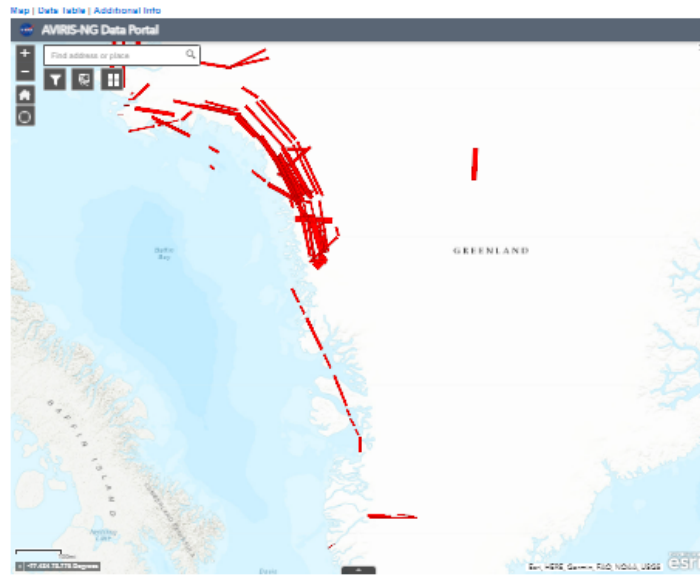 Map | Data Table | Additional Info
AVIRIS-NG Data Portal
+
Find address or place
−
Baffin
Bay
GREENLAND
BAFFIN ISLAND
Esri, HERE, Garmin, FAO, NOAA, USGS
esri